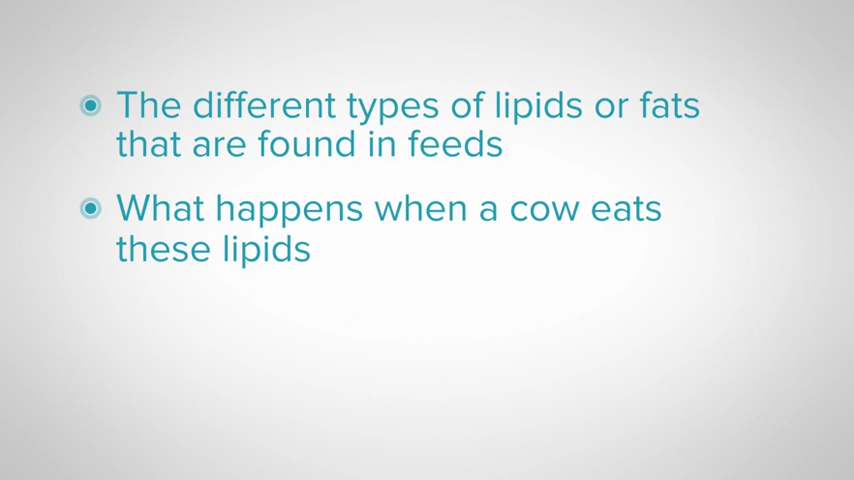 The different types of lipids or fats
that are found in feeds
What happens when a cow eats
these lipids